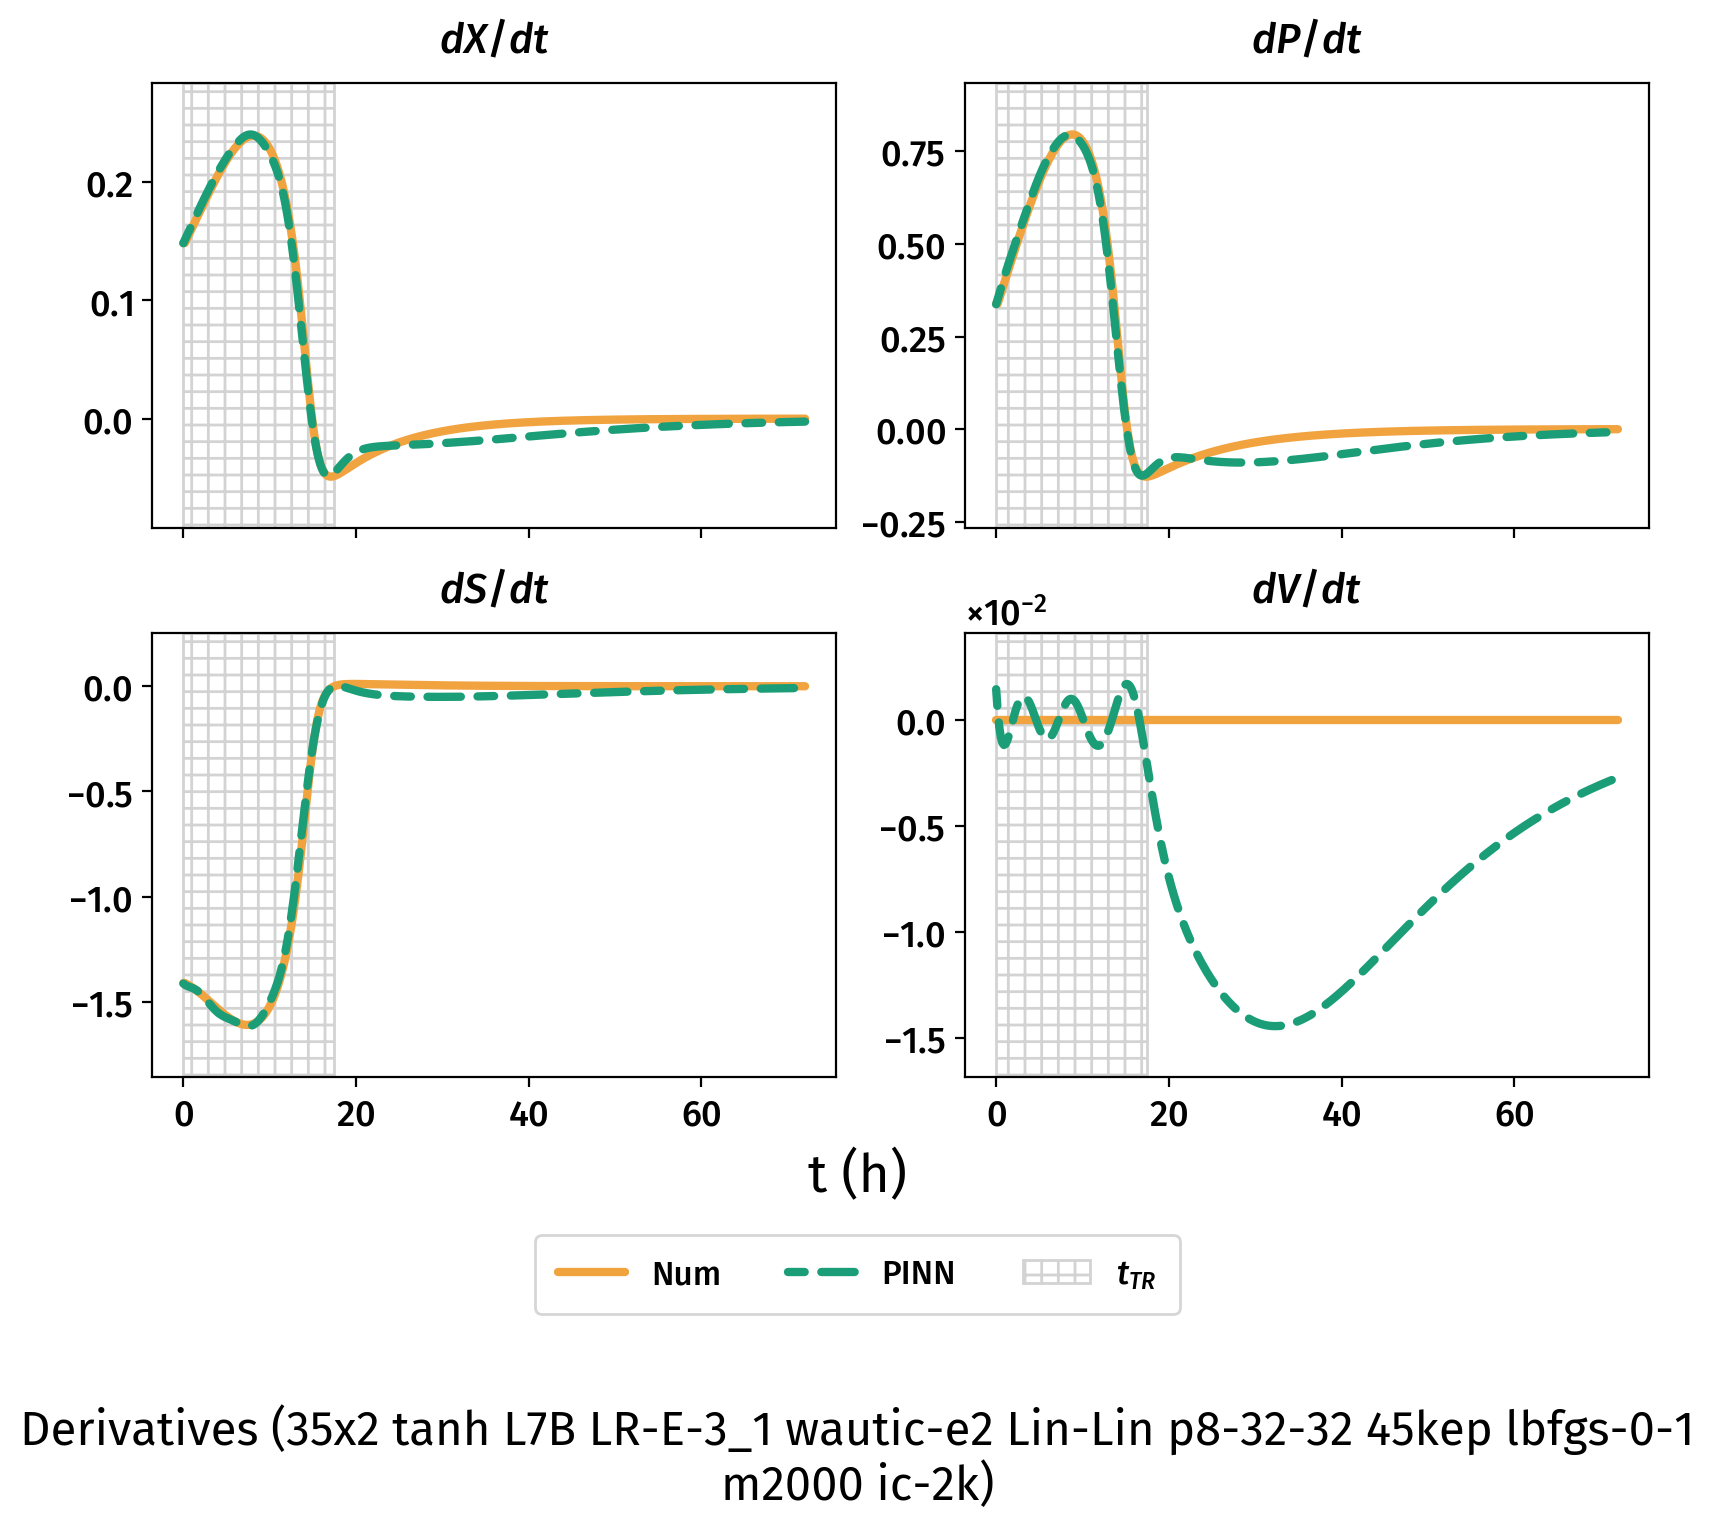 dX/dt
dP/dt
0.2
0.1
0.0
0.75
0.50
0.25
0.00
−0.25
dS/dt
dV/dt
×10⁻²
0.0
−0.5
−1.0
−1.5
0 20 40 60
0.0
−0.5
−1.0
−1.5
0 20 40 60
t (h)
Num PINN t_TR
Derivatives (35x2 tanh L7B LR-E-3_1 wautic-e2 Lin-Lin p8-32-32 45kep lbfgs-0-1
m2000 ic-2k)